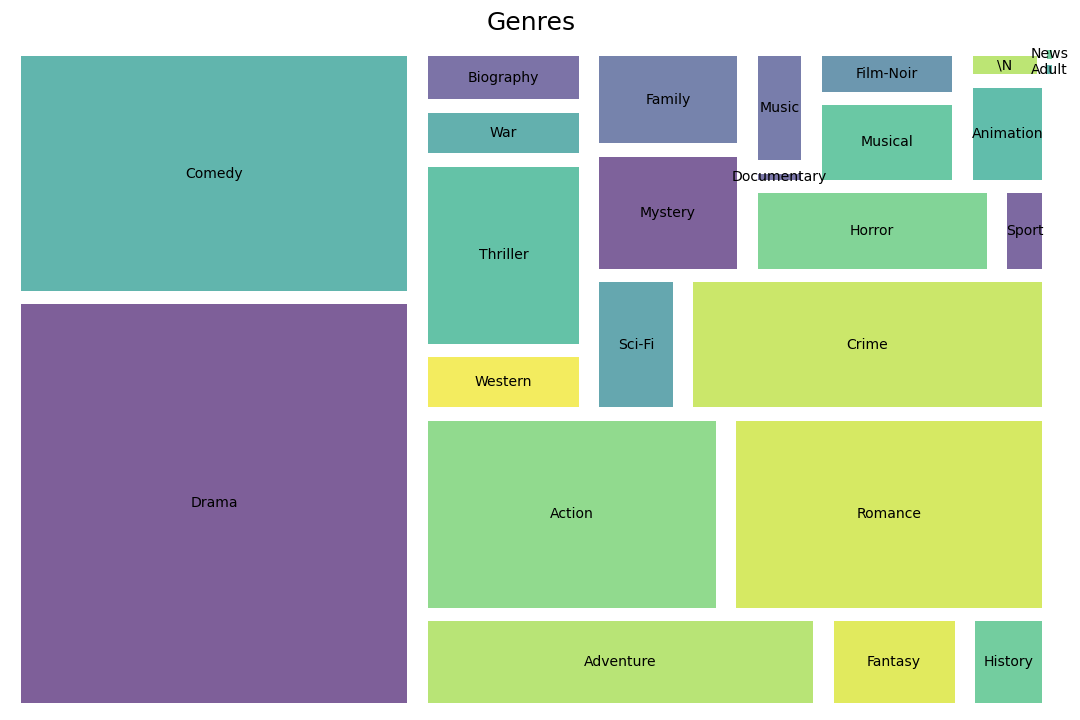 Genres
News
Biography
Family
Music
Film-Noir
\N
Adult
War
Musical
Animation
Documentary
Comedy
Thriller
Mystery
Horror
Sport
Western
Sci-Fi
Crime
Drama
Action
Romance
Adventure
Fantasy
History